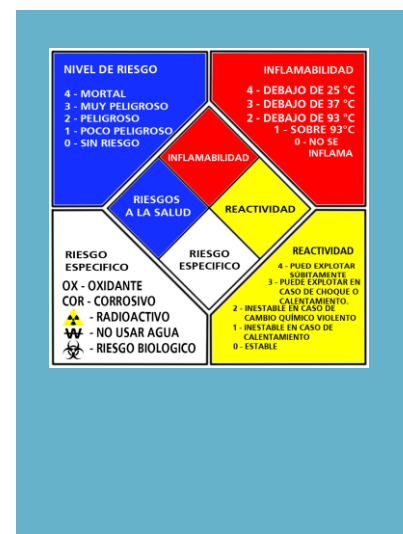 NIVEL DE RIESGO
4 - MORTAL
3 - MUY PELIGROSO
2 - PELIGROSO
1 - POCO PELIGROSO
0 - SIN RIESGO
INFLAMABILIDAD
4 - DEBAJO DE 25 °C
3 - DEBAJO DE 37 °C
2 - DEBAJO DE 93 °C
1 - SOBRE 93°C
0 - NO SE
INFLAMA
INFLAMABILIDAD
RIESGOS
A LA SALUD
REACTIVIDAD
RIESGO
ESPECIFICO
RIESGO
ESPECIFICO
OX - OXIDANTE
COR - CORROSIVO
- RADIOACTIVO
W - NO USAR AGUA
- RIESGO BIOLOGICO
REACTIVIDAD
4 - PUED EXPLOTAR
SÚBITAMENTE
3 - PUEDE EXPLOTAR EN
CASO DE CHOQUE O
CALENTAMIENTO.
2 - INESTABLE EN CASO DE
CAMBIO QUÍMICO VIOLENTO
1 - INESTABLE EN CASO DE
CALENTAMIENTO
0 - ESTABLE